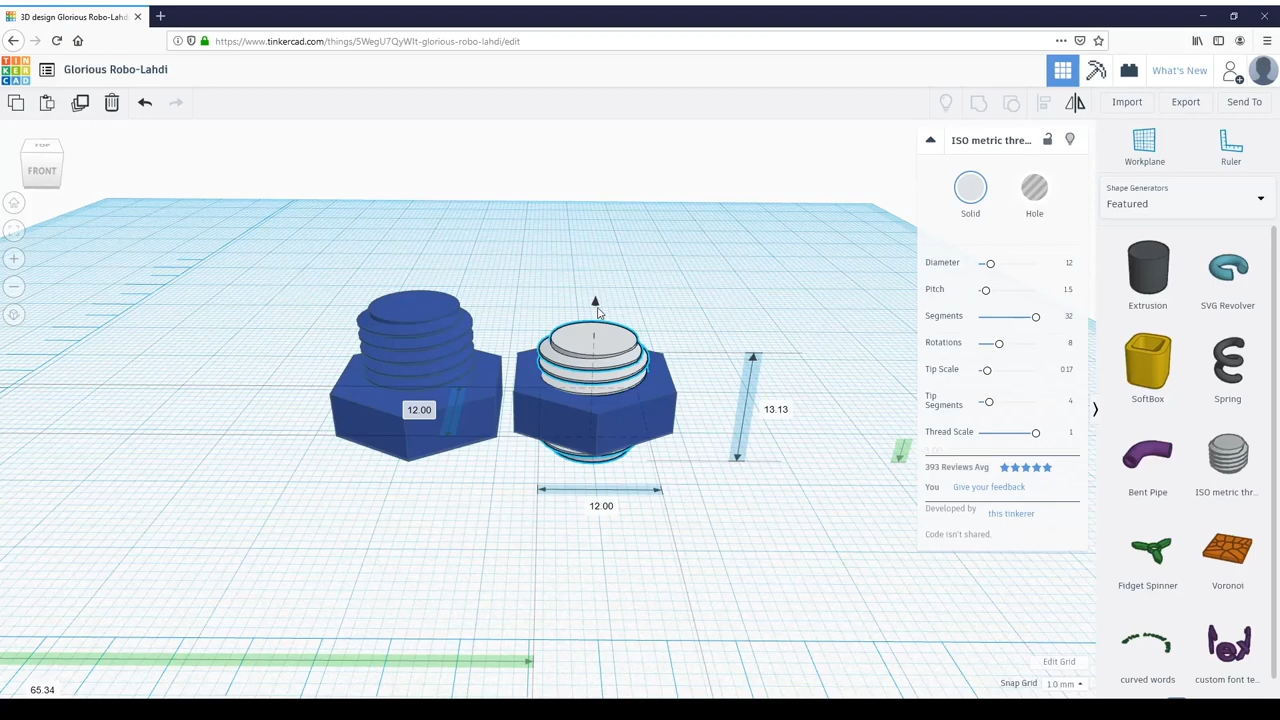 3D design Glorious Robo-Lahdi
https://www.tinkercad.com/things/5WegU7QyWIt-glorious-robo-lahdi/edit
TIN
KER
CAD
Glorious Robo-Lahdi
What's New
Import
Export
Send To
TOP
FRONT
ISO metric thre...
Solid
Hole
Diameter
12
Pitch
1.5
Segments
32
Rotations
8
Tip Scale
0.17
Tip
Segments
4
Thread Scale
1
393 Reviews Avg
You
Give your feedback
Developed by
this tinkerer
Code isn't shared.
Workplane
Ruler
Shape Generators
Featured
Extrusion
SVG Revolver
SoftBox
Spring
Bent Pipe
ISO metric thr...
Fidget Spinner
Voronoi
curved words
custom font te...
12.00
13.13
12.00
65.34
Edit Grid
Snap Grid
1.0 mm